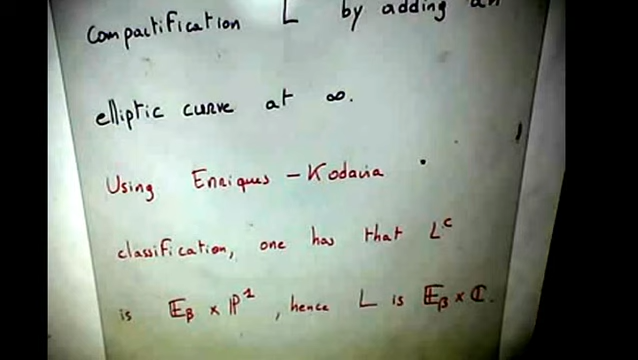 compactification L by adding an
elliptic curve at ∞.
Using Enriques - Kodaira
classification, one has that L^c
is 𝔼_β × ℙ^1, hence L is 𝔼_β × ℂ.